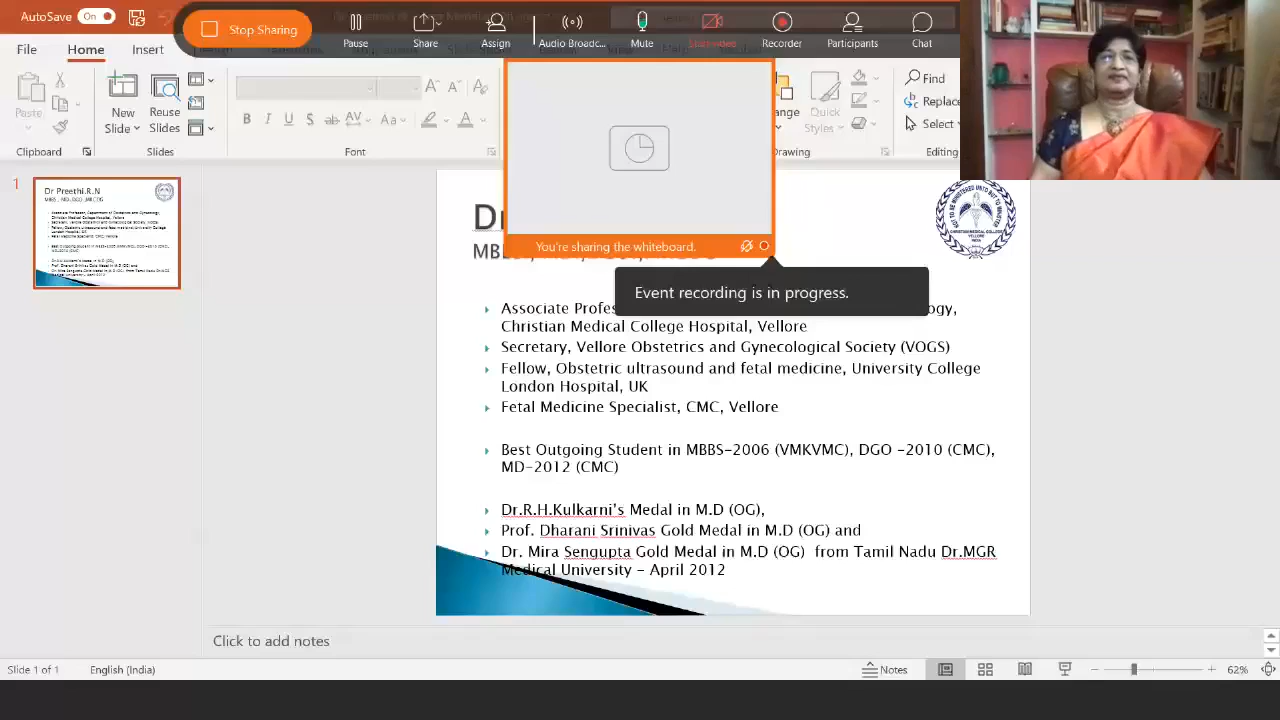 AutoSave On
Stop Sharing
Pause
Share
Assign
Audio Broadc...
Mute
Recorder
Participants
Chat
File
Home
Insert
Paste
New
Slide
Reuse
Slides
Find
Replace
Select
Quick
Styles
Clipboard
Slides
Font
Drawing
Editing
You're sharing the whiteboard.
Event recording is in progress.
1
Dr Preethi.R.N
CHRISTIAN MEDICAL COLLEGE
VELLORE
INDIA
Associate Profes
ogy,
Christian Medical College Hospital, Vellore
Secretary, Vellore Obstetrics and Gynecological Society (VOGS)
Fellow, Obstetric ultrasound and fetal medicine, University College
London Hospital, UK
Fetal Medicine Specialist, CMC, Vellore
Best Outgoing Student in MBBS-2006 (VMKVMC), DGO -2010 (CMC),
MD-2012 (CMC)
Dr.R.H.Kulkarni's Medal in M.D (OG),
Prof. Dharani Srinivas Gold Medal in M.D (OG) and
Dr. Mira Sengupta Gold Medal in M.D (OG) from Tamil Nadu Dr.MGR
Medical University - April 2012
Click to add notes
Slide 1 of 1
English (India)
Notes
62%